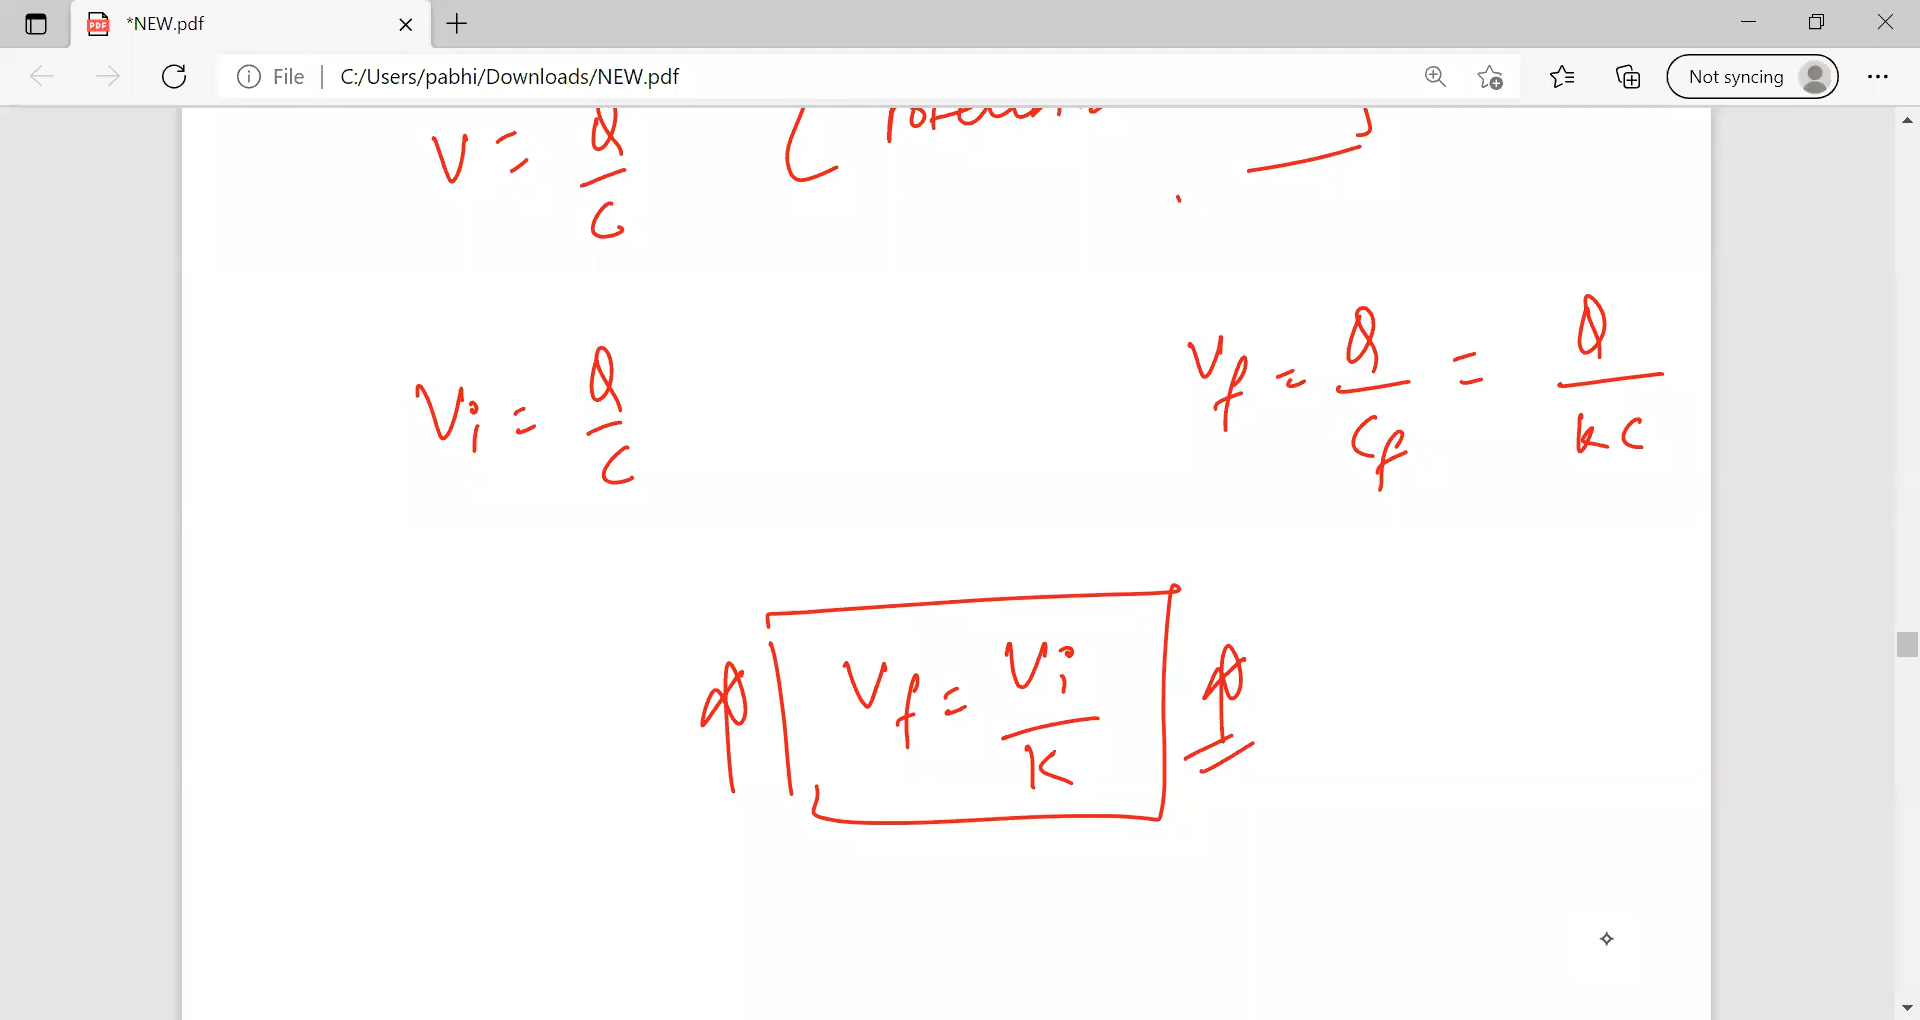 *NEW.pdf
File | C:/Users/pabhi/Downloads/NEW.pdf
Not syncing
V = Q/C
Vi = Q/C
Vf = Q/Cf = Q/kC
Vf = Vi/K